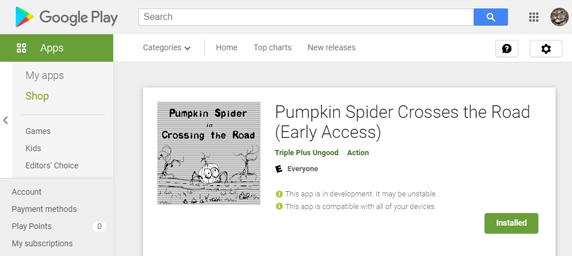 Google Play
Search
Apps
Categories
Home
Top charts
New releases
My apps
Shop
Games
Kids
Editors' Choice
Account
Payment methods
Play Points
0
My subscriptions
Pumpkin Spider
in
Crossing the Road
Pumpkin Spider Crosses the Road
(Early Access)
Triple Plus Ungood
Action
E
Everyone
This app is in development. It may be unstable.
This app is compatible with all of your devices.
Installed